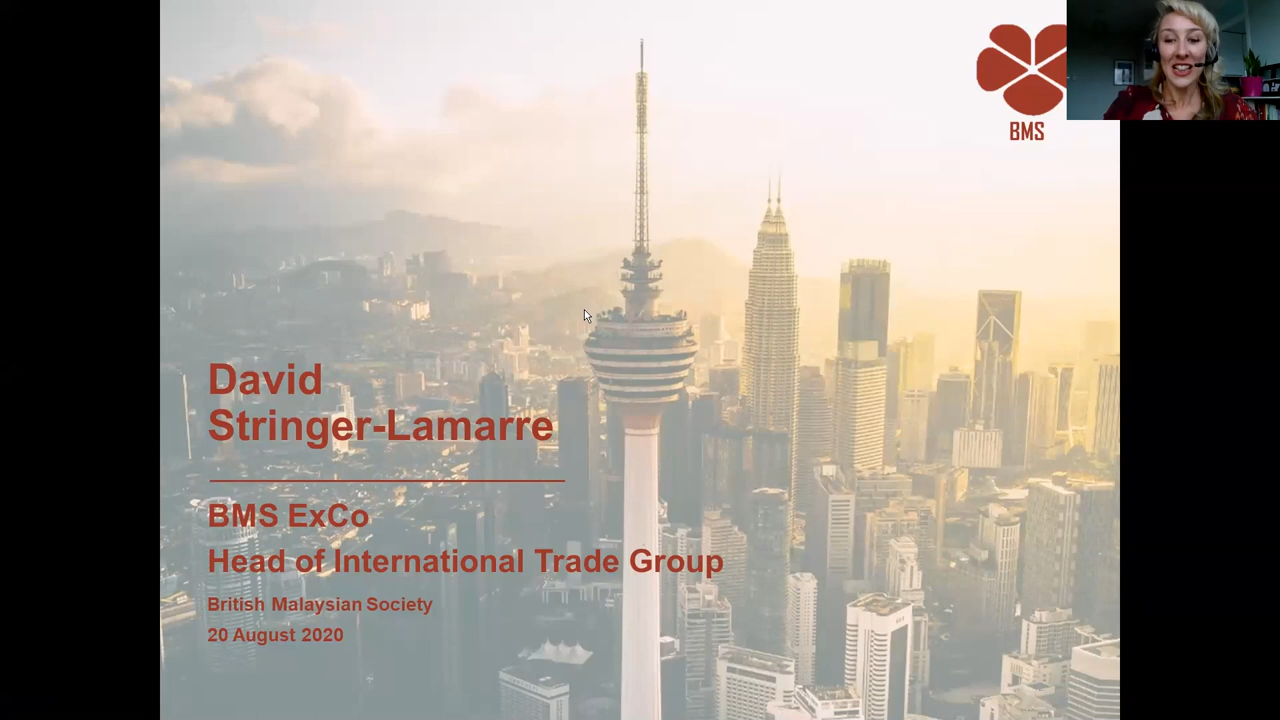 BMS
David
Stringer-Lamarre
BMS ExCo
Head of International Trade Group
British Malaysian Society
20 August 2020